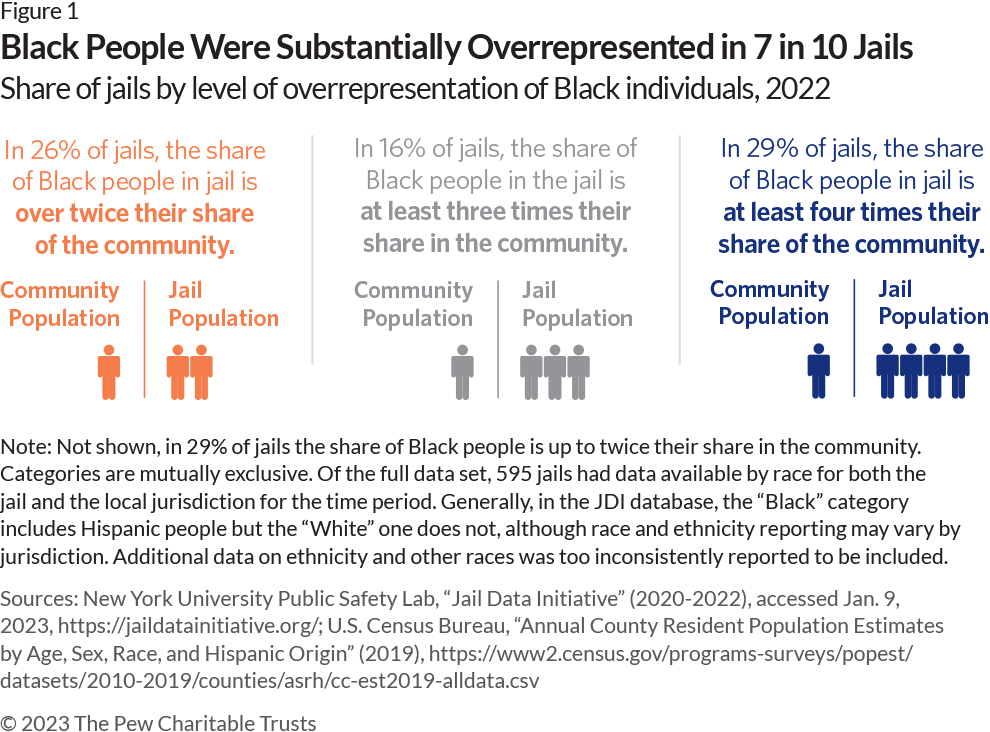 Figure 1
Black People Were Substantially Overrepresented in 7 in 10 Jails
Share of jails by level of overrepresentation of Black individuals, 2022
In 26% of jails, the share
of Black people in jail is
over twice their share
of the community.
Community
Population
Jail
Population
In 16% of jails, the share of
Black people in the jail is
at least three times their
share in the community.
Community
Population
Jail
Population
In 29% of jails, the share
of Black people in jail is
at least four times their
share of the community.
Community
Population
Jail
Population
Note: Not shown, in 29% of jails the share of Black people is up to twice their share in the community.
Categories are mutually exclusive. Of the full data set, 595 jails had data available by race for both the
jail and the local jurisdiction for the time period. Generally, in the JDI database, the “Black” category
includes Hispanic people but the “White” one does not, although race and ethnicity reporting may vary by
jurisdiction. Additional data on ethnicity and other races was too inconsistently reported to be included.
Sources: New York University Public Safety Lab, “Jail Data Initiative” (2020-2022), accessed Jan. 9,
2023, https://jaildatainitiative.org/; U.S. Census Bureau, “Annual County Resident Population Estimates
by Age, Sex, Race, and Hispanic Origin” (2019), https://www2.census.gov/programs-surveys/popest/
datasets/2010-2019/counties/asrh/cc-est2019-alldata.csv
© 2023 The Pew Charitable Trusts